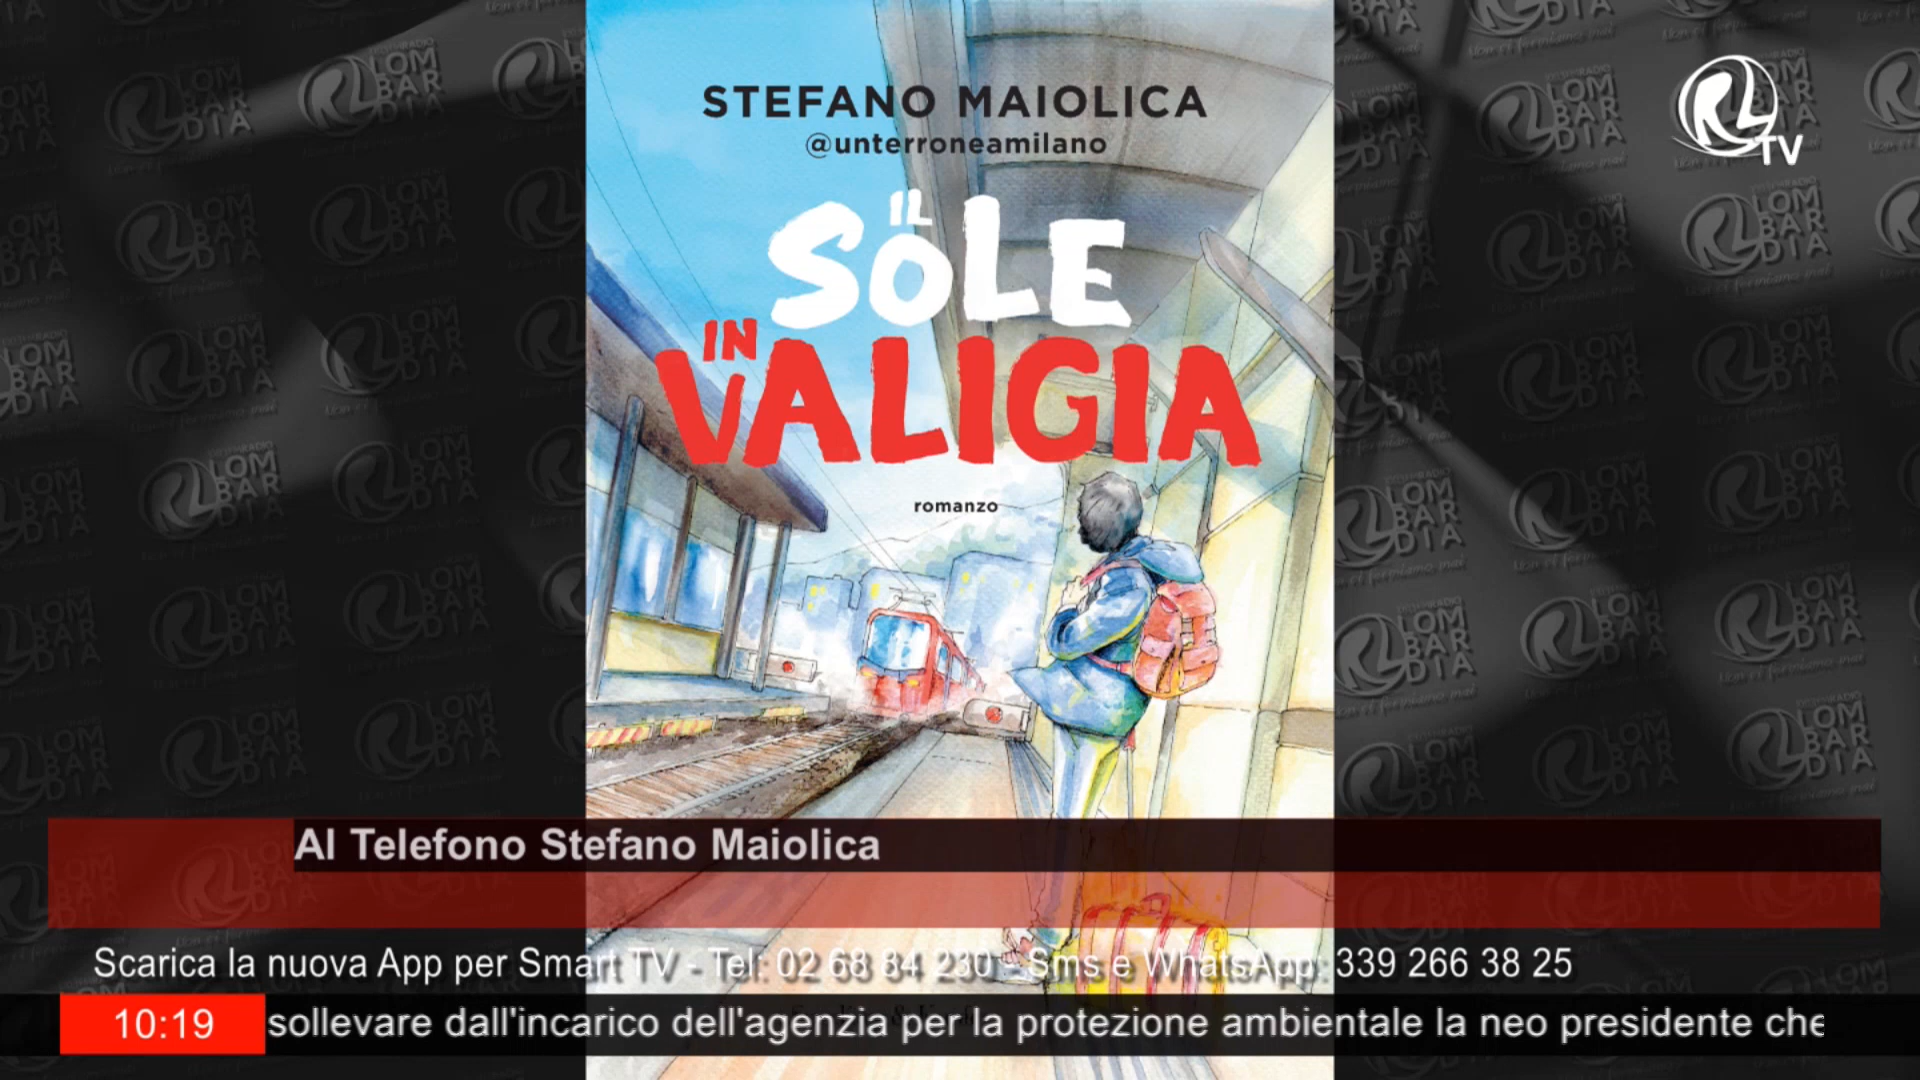 STEFANO MAIOLICA
@unterroneamilano
IL
SOLE
IN
VALIGIA
romanzo
RL
TV
Al Telefono Stefano Maiolica
Scarica la nuova App per Smart TV - Tel: 02 68 84 230 - Sms e WhatsApp: 339 266 38 25
10:19
sollevare dall'incarico dell'agenzia per la protezione ambientale la neo presidente che